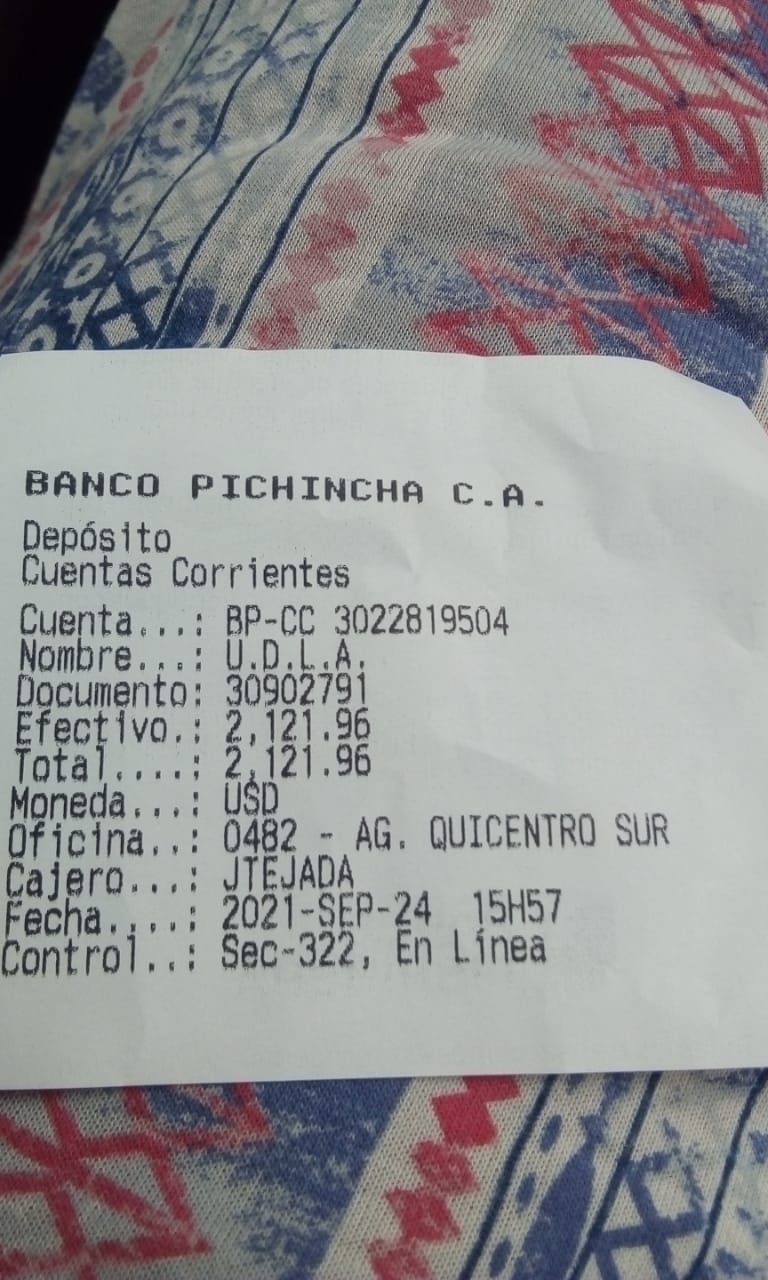 BANCO PICHINCHA C.A.
Depósito
Cuentas Corrientes
Cuenta...: BP-CC 3022819504
Nombre...: U.D.L.A.
Documento: 30902791
Efectivo.: 2,121.96
Total....: 2,121.96
Moneda...: USD
Oficina..: 0482 - AG. QUICENTRO SUR
Cajero...: JTEJADA
Fecha....: 2021-SEP-24 15H57
Control..: Sec-322, En Línea